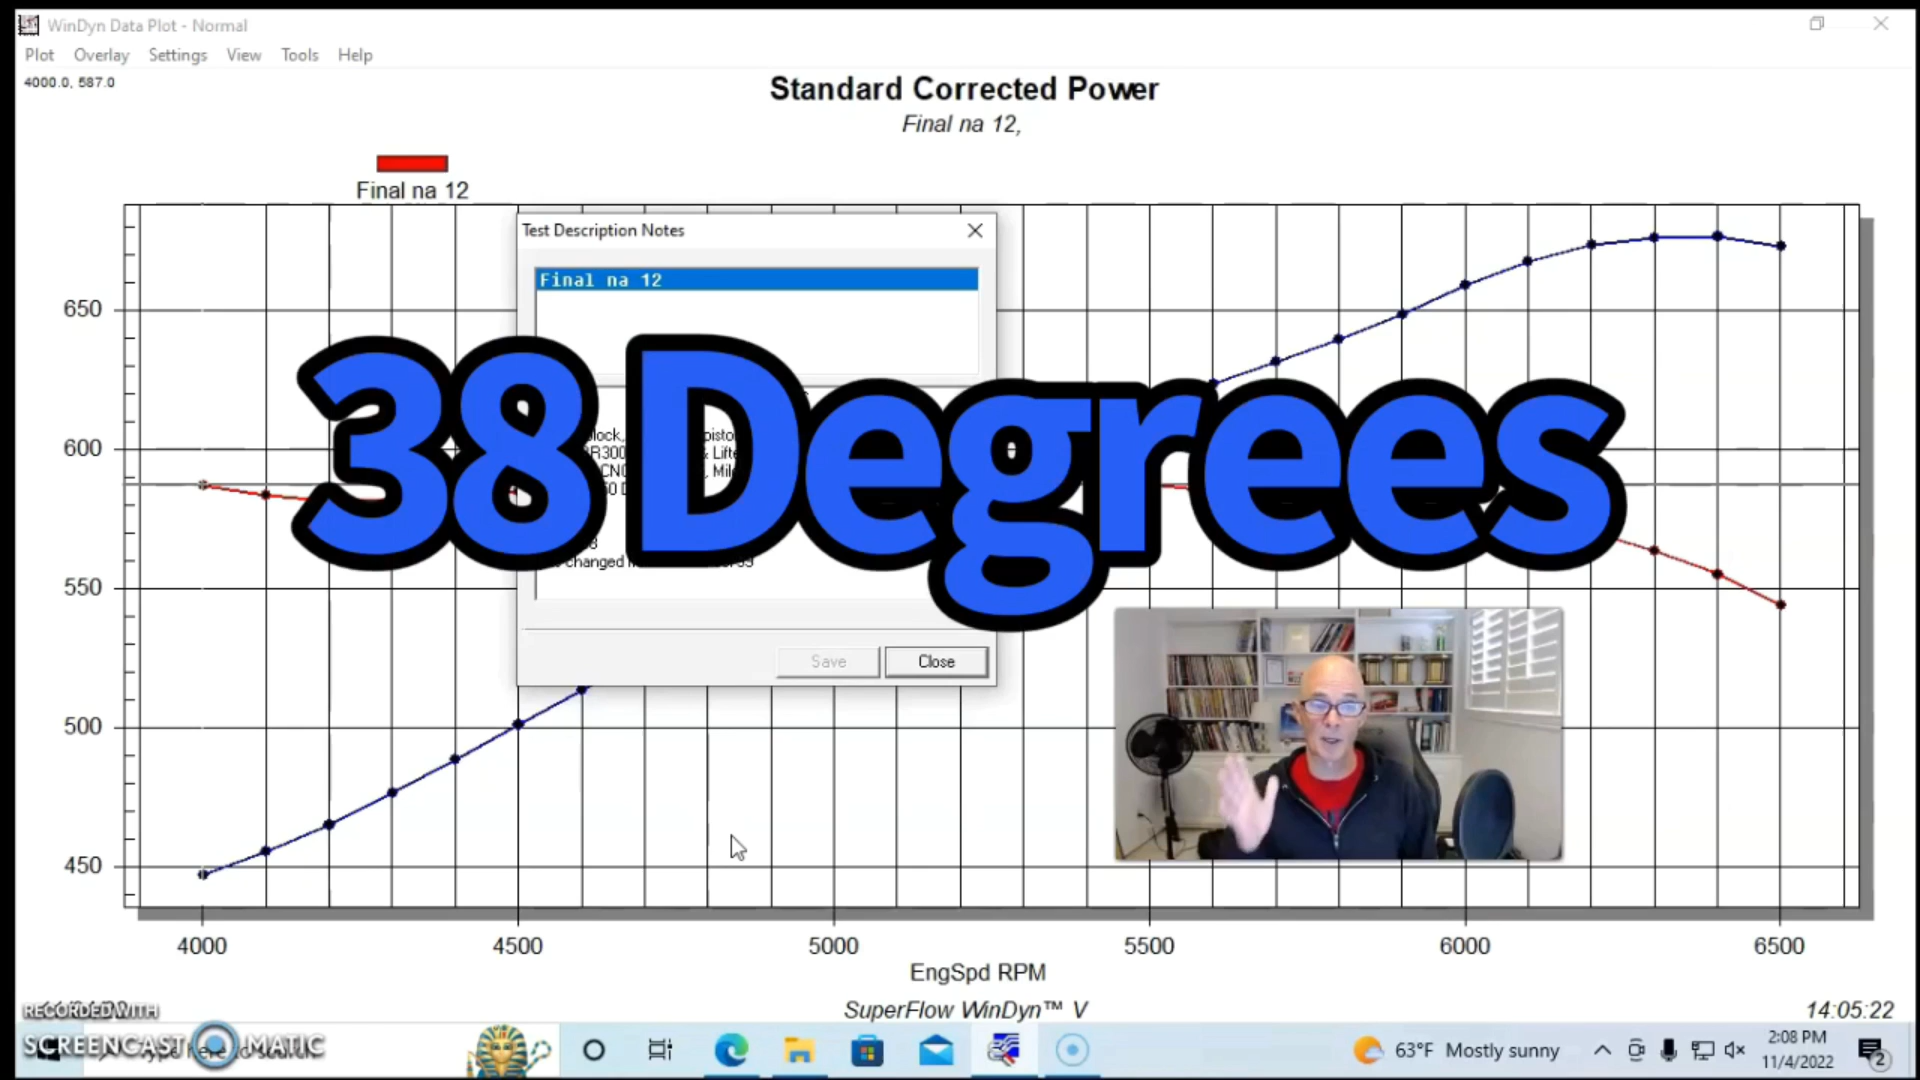 WinDyn Data Plot - Normal
Plot Overlay Settings View Tools Help
4000.0, 587.0
Standard Corrected Power
Final na 12,
Final na 12
Test Description Notes
Final na 12
650
600
550
500
450
38 Degrees
changed
Save Close
4000 4500 5000 5500 6000 6500
EngSpd RPM
RECORDED WITH
SuperFlow WinDyn™ V
14:05:22
SCREENCAST MATIC
63°F Mostly sunny
2:08 PM
11/4/2022
2